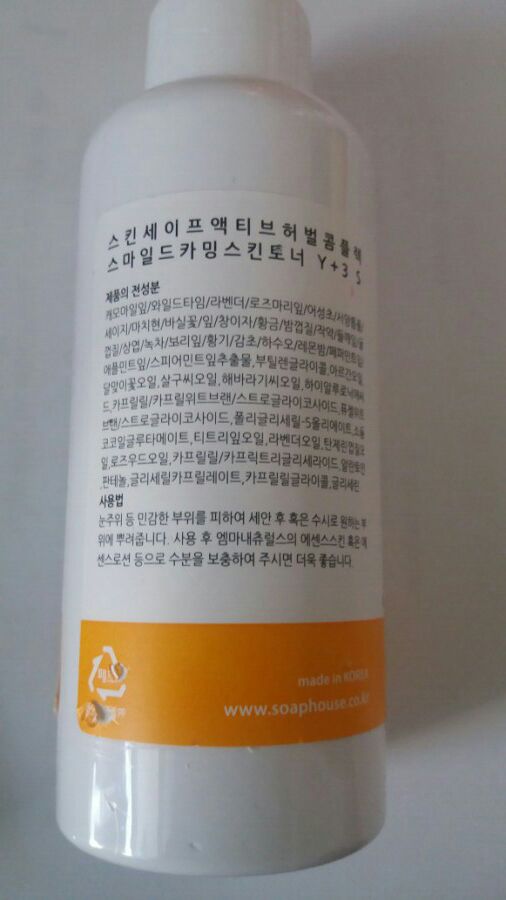 스킨세이프액티브허벌콤플렉
스마일드카밍스킨토너 Y+3 S
제품의 전성분
캐모마일잎/와일드타임/라벤더/로즈마리잎/어성초/서양톱풀/
세이지/마치현/바실꽃/잎/창이자/황금/밤껍질/작약/들깨잎/귤
껍질/상엽/녹차/보리잎/황기/감초/하수오/레몬밤/페퍼민트잎/
애플민트잎/스피어민트잎추출물,부틸렌글라이콜,아르간오일,
달맞이꽃오일,살구씨오일,해바라기씨오일,하이알루로닉애씨
드,카프릴릴/카프릴위트브랜/스트로글라이코사이드,퓨젤위트
브랜/스트로글라이코사이드,폴리글리세릴-5올리에이트,소듐
코코일글루타메이트,티트리잎오일,라벤더오일,탄제린껍질오
일,로즈우드오일,카프릴릴/카프릭트리글리세라이드,알란토인
,판테놀,글리세릴카프릴레이트,카프릴릴글라이콜,글리세린
사용법
눈주위 등 민감한 부위를 피하여 세안 후 혹은 수시로 원하는 부
위에 뿌려줍니다. 사용 후 엠마내츄럴스의 에센스스킨 혹은 에
센스로션 등으로 수분을 보충하여 주시면 더욱 좋습니다.
made in KOREA
www.soaphouse.co.kr